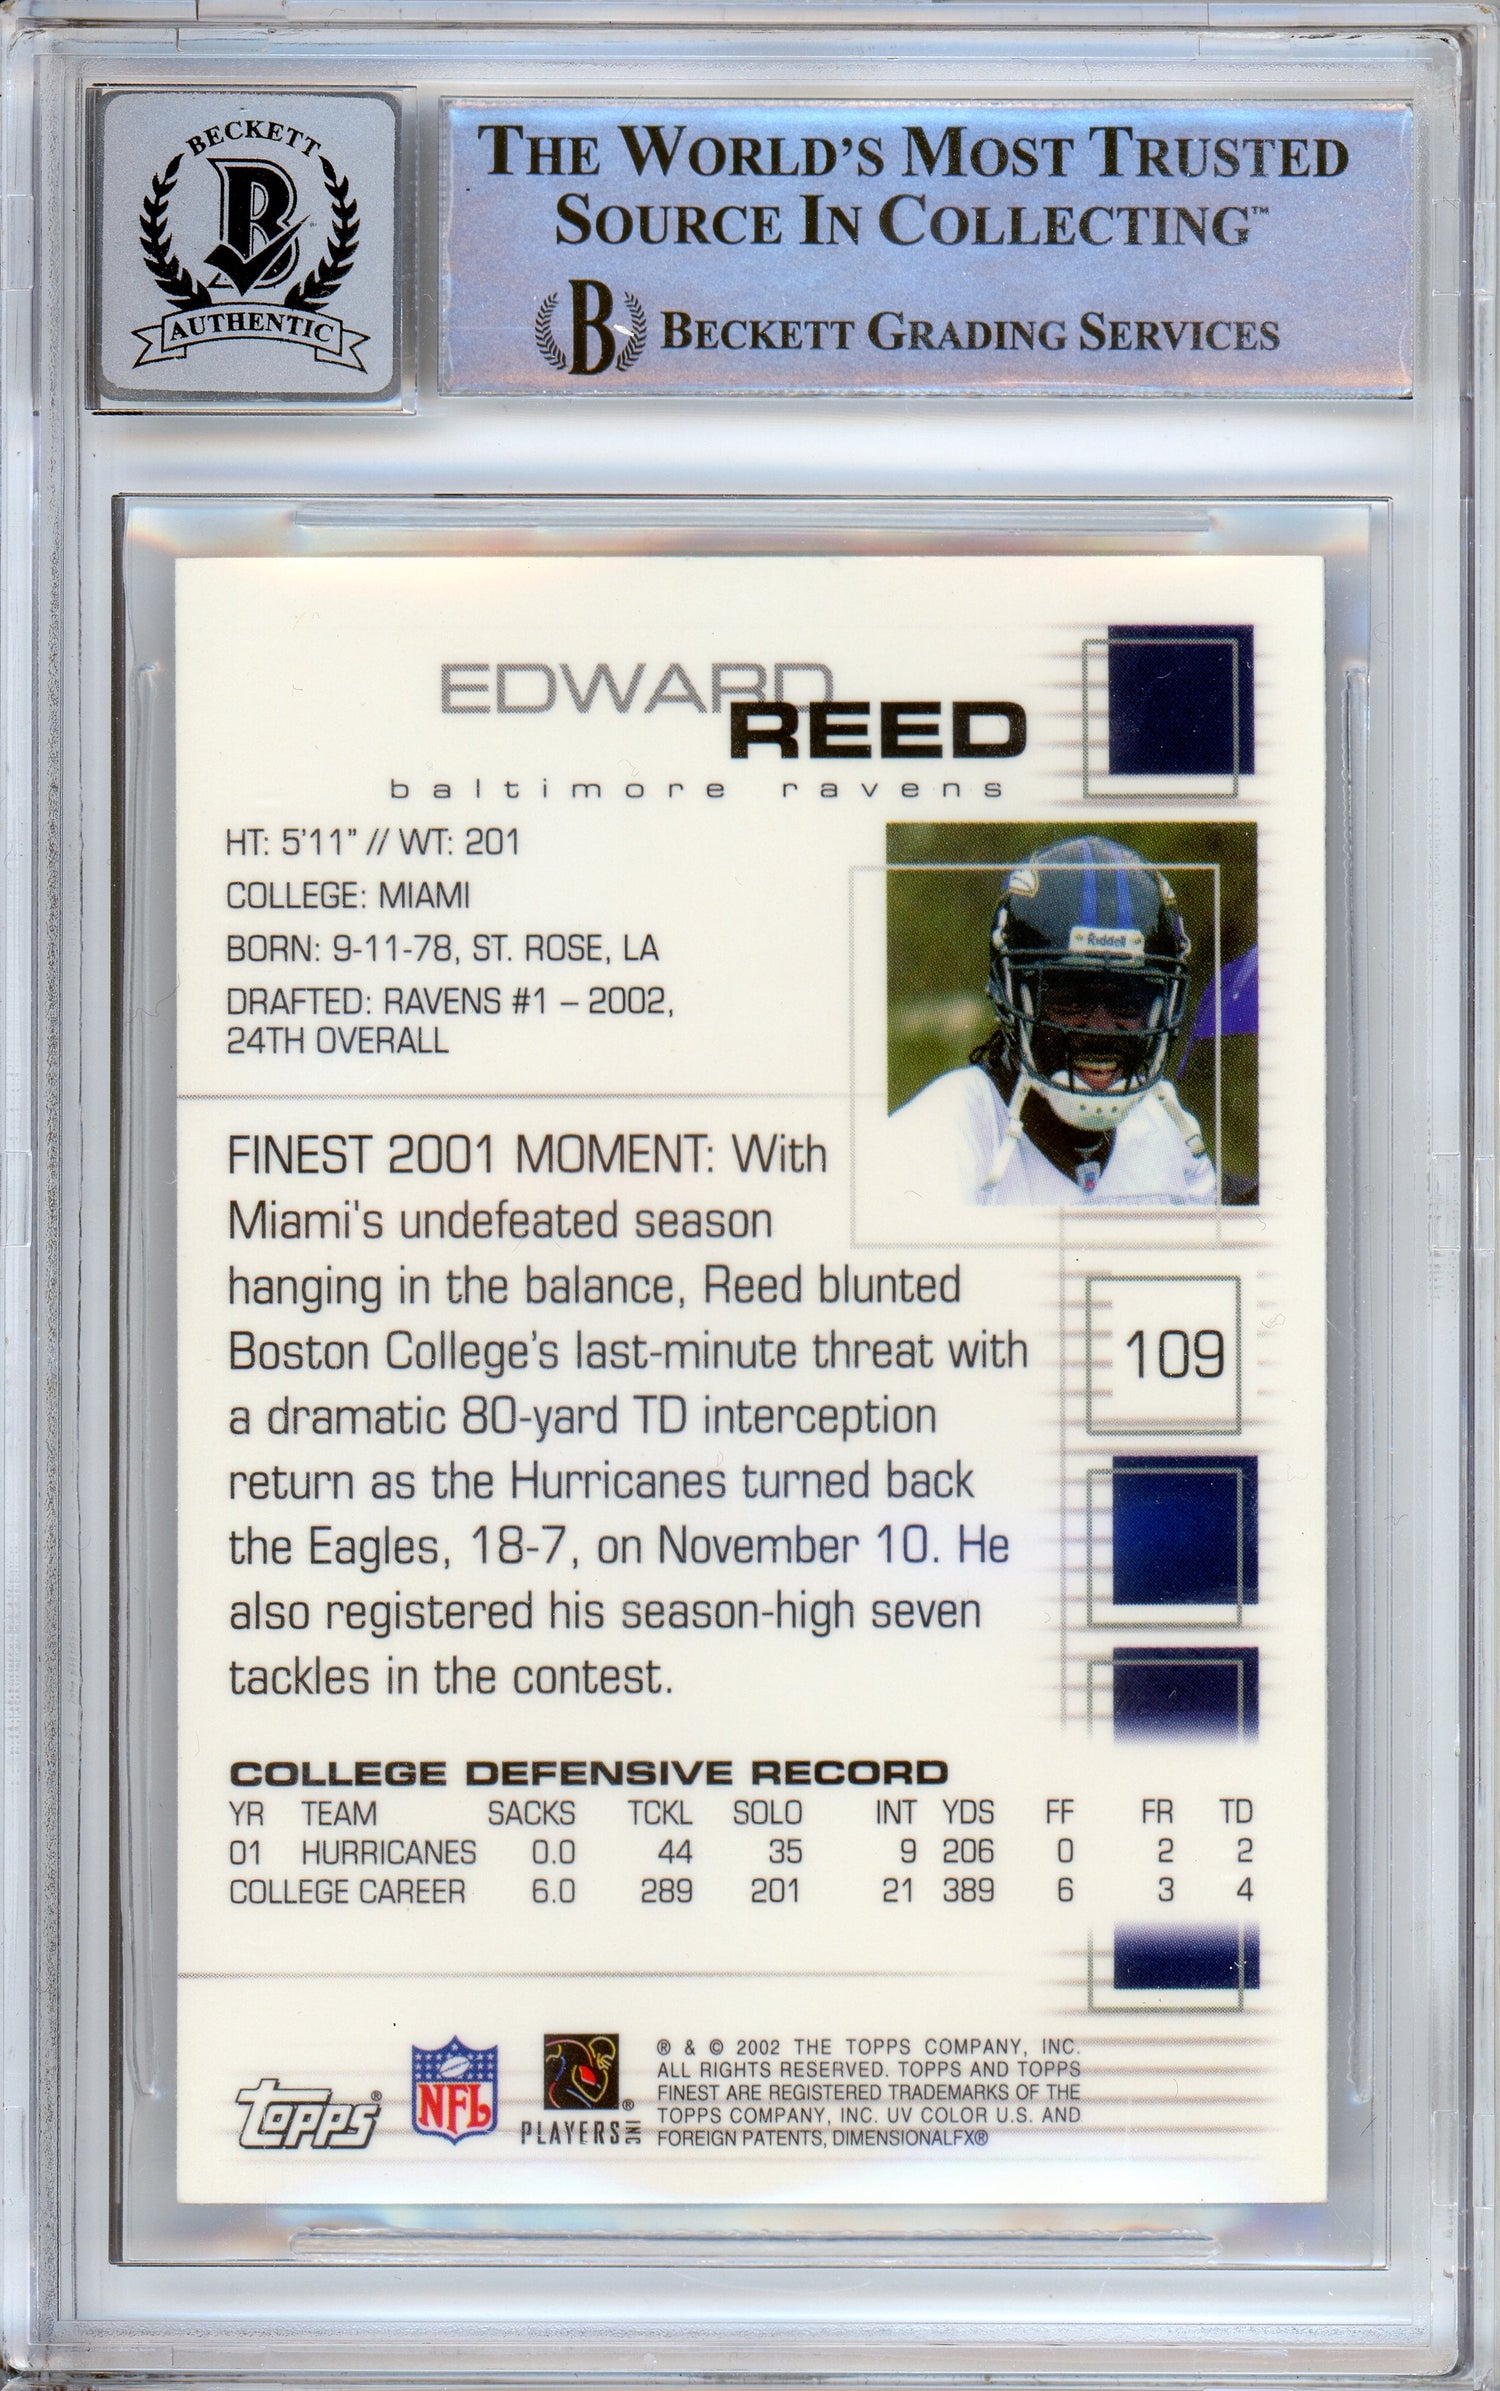 BECKETT
B
AUTHENTIC
THE WORLD'S MOST TRUSTED
SOURCE IN COLLECTING™
B BECKETT GRADING SERVICES
EDWARD
REED
baltimore ravens
HT: 5'11" // WT: 201
COLLEGE: MIAMI
BORN: 9-11-78, ST. ROSE, LA
DRAFTED: RAVENS #1 – 2002,
24TH OVERALL
Riddell
FINEST 2001 MOMENT: With
Miami's undefeated season
hanging in the balance, Reed blunted
Boston College's last-minute threat with
a dramatic 80-yard TD interception
return as the Hurricanes turned back
the Eagles, 18-7, on November 10. He
also registered his season-high seven
tackles in the contest.
109
COLLEGE DEFENSIVE RECORD
YR TEAM SACKS TCKL SOLO INT YDS FF FR TD
01 HURRICANES 0.0 44 35 9 206 0 2 2
COLLEGE CAREER 6.0 289 201 21 389 6 3 4
Topps®
NFL
PLAYERS INC®
® & © 2002 THE TOPPS COMPANY, INC.
ALL RIGHTS RESERVED. TOPPS AND TOPPS
FINEST ARE REGISTERED TRADEMARKS OF THE
TOPPS COMPANY, INC. UV COLOR U.S. AND
FOREIGN PATENTS, DIMENSIONALFX®